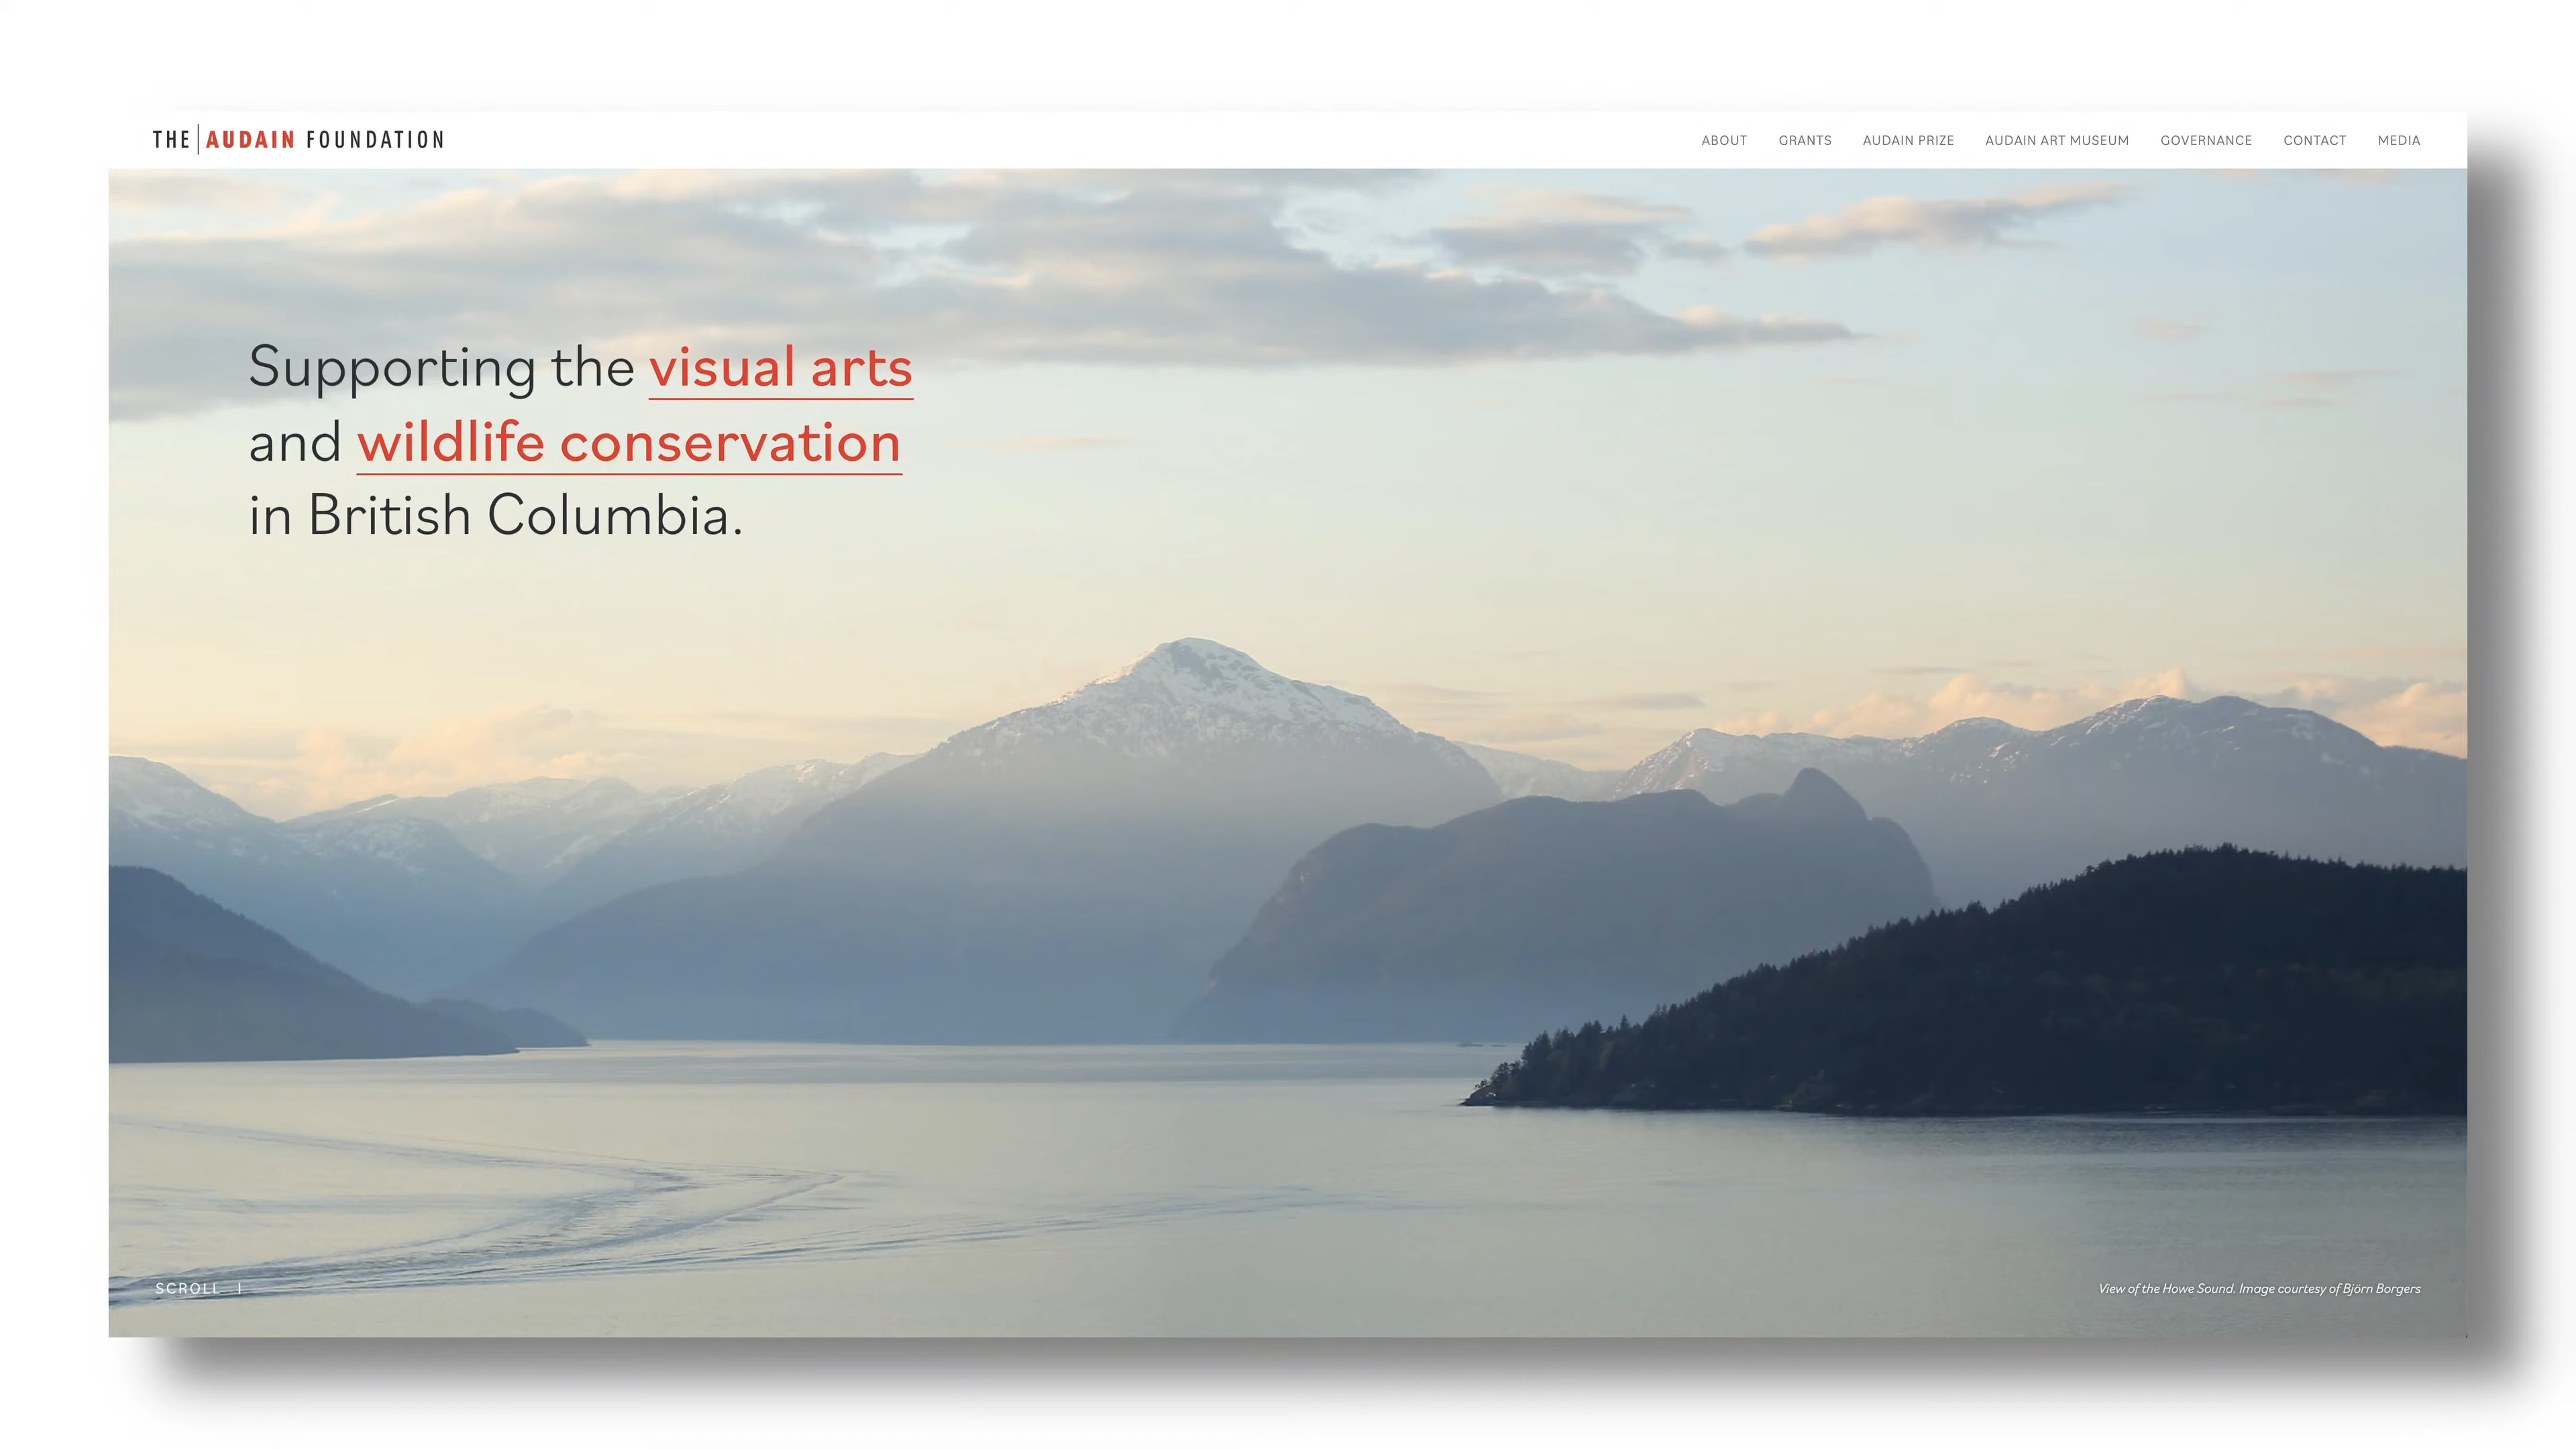 THE AUDAIN FOUNDATION
ABOUT GRANTS AUDAIN PRIZE AUDAIN ART MUSEUM GOVERNANCE CONTACT MEDIA
Supporting the visual arts
and wildlife conservation
in British Columbia.
SCROLL
View of the Howe Sound. Image courtesy of Björn Borgers